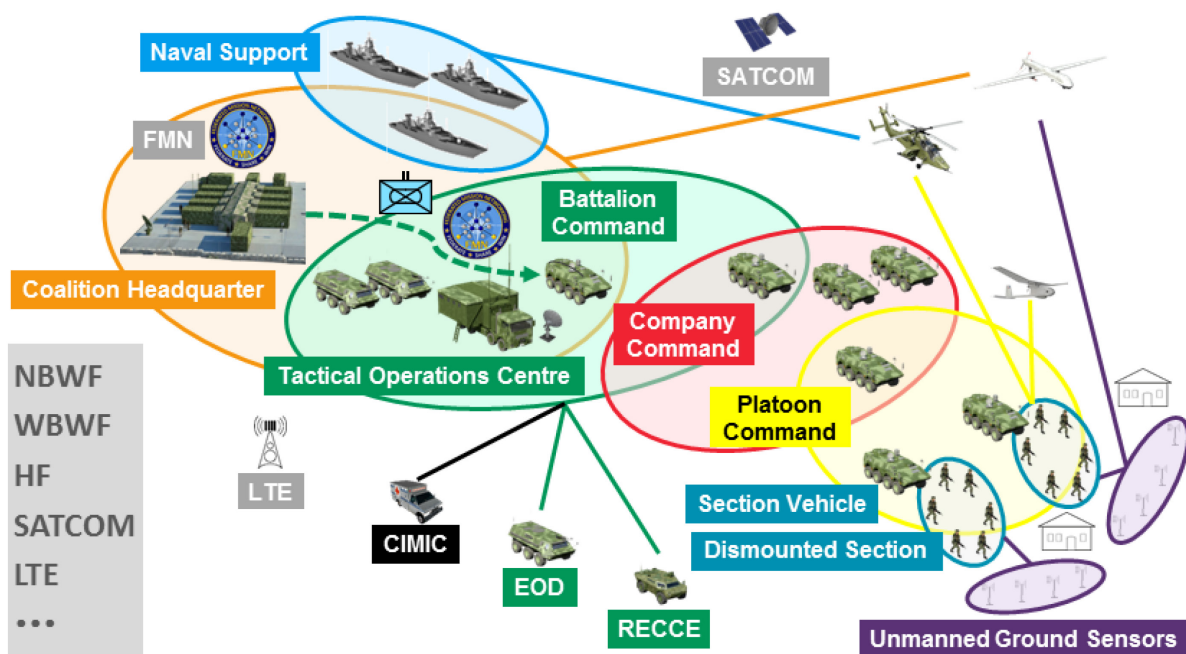 Naval Support
SATCOM
FMN
Battalion
Command
FMN
Coalition Headquarter
Company
Command
Tactical Operations Centre
Platoon
Command
NBWF
WBWF
HF
SATCOM
LTE
...
LTE
CIMIC
Section Vehicle
Dismounted Section
EOD
RECCE
Unmanned Ground Sensors